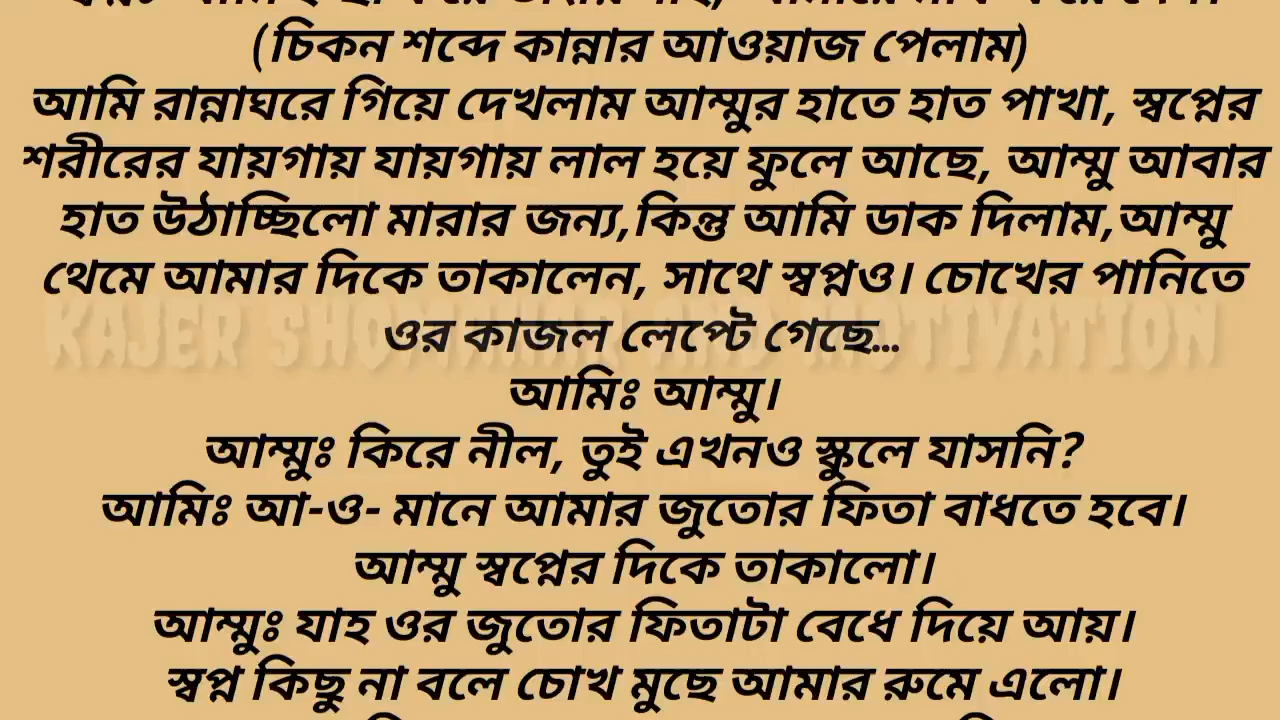 (চিকন শব্দে কান্নার আওয়াজ পেলাম)
আমি রান্নাঘরে গিয়ে দেখলাম আম্মুর হাতে হাত পাখা, স্বপ্নের
শরীরের যায়গায় যায়গায় লাল হয়ে ফুলে আছে, আম্মু আবার
হাত উঠাচ্ছিলো মারার জন্য,কিন্তু আমি ডাক দিলাম,আম্মু
থেমে আমার দিকে তাকালেন, সাথে স্বপ্নও। চোখের পানিতে
ওর কাজল লেপ্টে গেছে...
আমিঃ আম্মু।
আম্মুঃ কিরে নীল, তুই এখনও স্কুলে যাসনি?
আমিঃ আ-ও- মানে আমার জুতোর ফিতা বাধতে হবে।
আম্মু স্বপ্নের দিকে তাকালো।
আম্মুঃ যাহ ওর জুতোর ফিতাটা বেধে দিয়ে আয়।
স্বপ্ন কিছু না বলে চোখ মুছে আমার রুমে এলো।